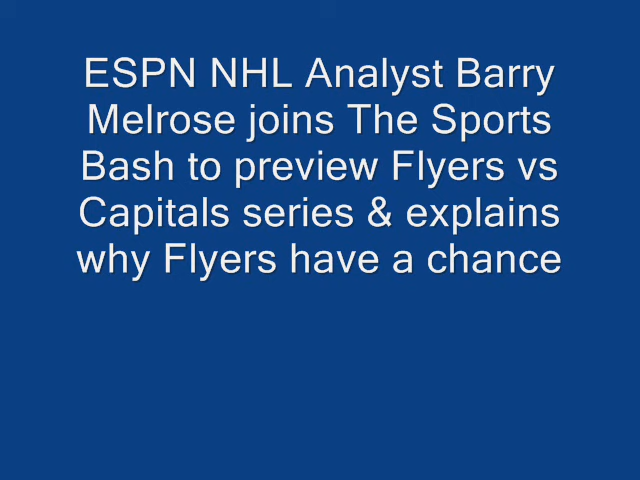 ESPN NHL Analyst Barry
Melrose joins The Sports
Bash to preview Flyers vs
Capitals series & explains
why Flyers have a chance